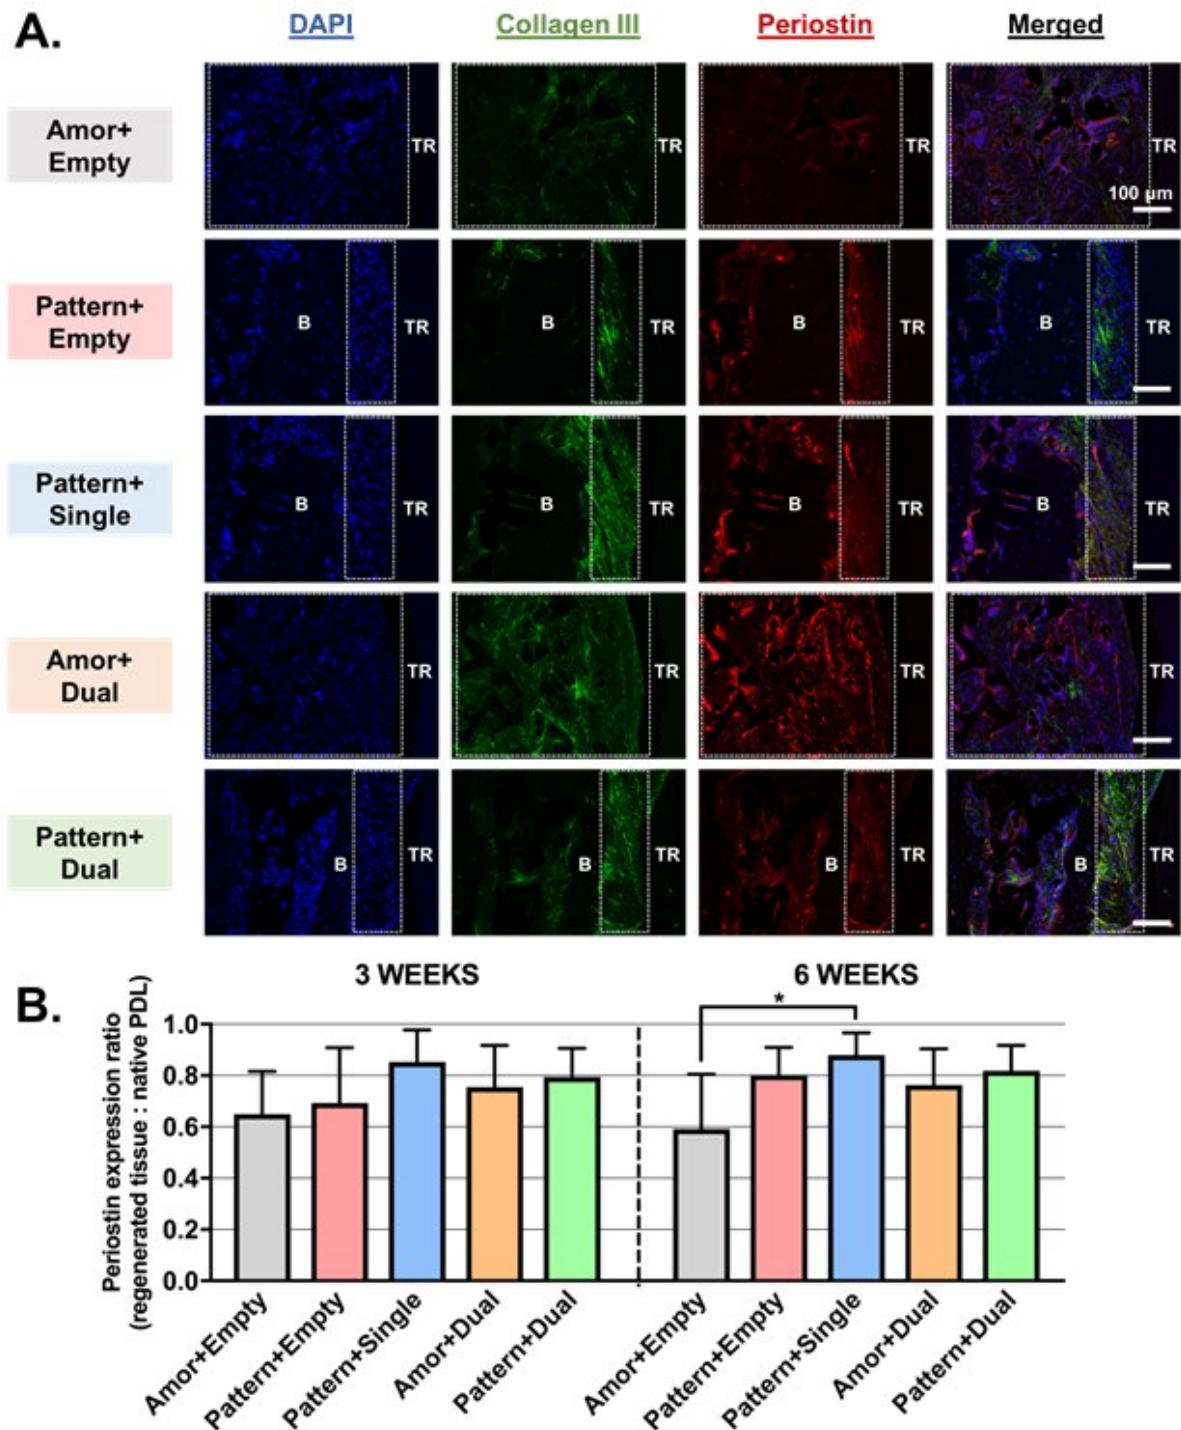 A.
DAPI Collagen III Periostin Merged
Amor+
Empty
TR TR TR TR
100 µm
Pattern+
Empty
B TR B TR B TR B TR
Pattern+
Single
B TR B TR B TR B TR
Amor+
Dual
TR TR TR TR
Pattern+
Dual
B TR B TR B TR B TR
B.
3 WEEKS 6 WEEKS
*
Periostin expression ratio
(regenerated tissue : native PDL)
1.0
0.8
0.6
0.4
0.2
0.0
Amor+Empty
Pattern+Empty
Pattern+Single
Amor+Dual
Pattern+Dual
Amor+Empty
Pattern+Empty
Pattern+Single
Amor+Dual
Pattern+Dual